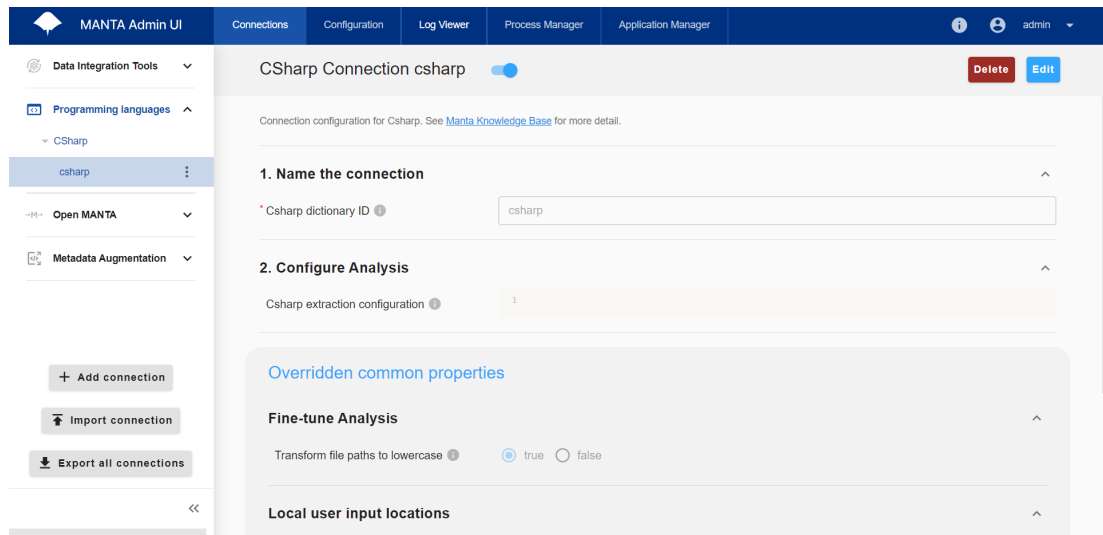 MANTA Admin UI
Connections
Configuration
Log Viewer
Process Manager
Application Manager
admin
Data Integration Tools
Programming languages
CSharp
csharp
Open MANTA
Metadata Augmentation
Add connection
Import connection
Export all connections
CSharp Connection csharp
Delete
Edit
Connection configuration for Csharp. See Manta Knowledge Base for more detail.
1. Name the connection
* Csharp dictionary ID
csharp
2. Configure Analysis
Csharp extraction configuration
1
Overridden common properties
Fine-tune Analysis
Transform file paths to lowercase
true
false
Local user input locations